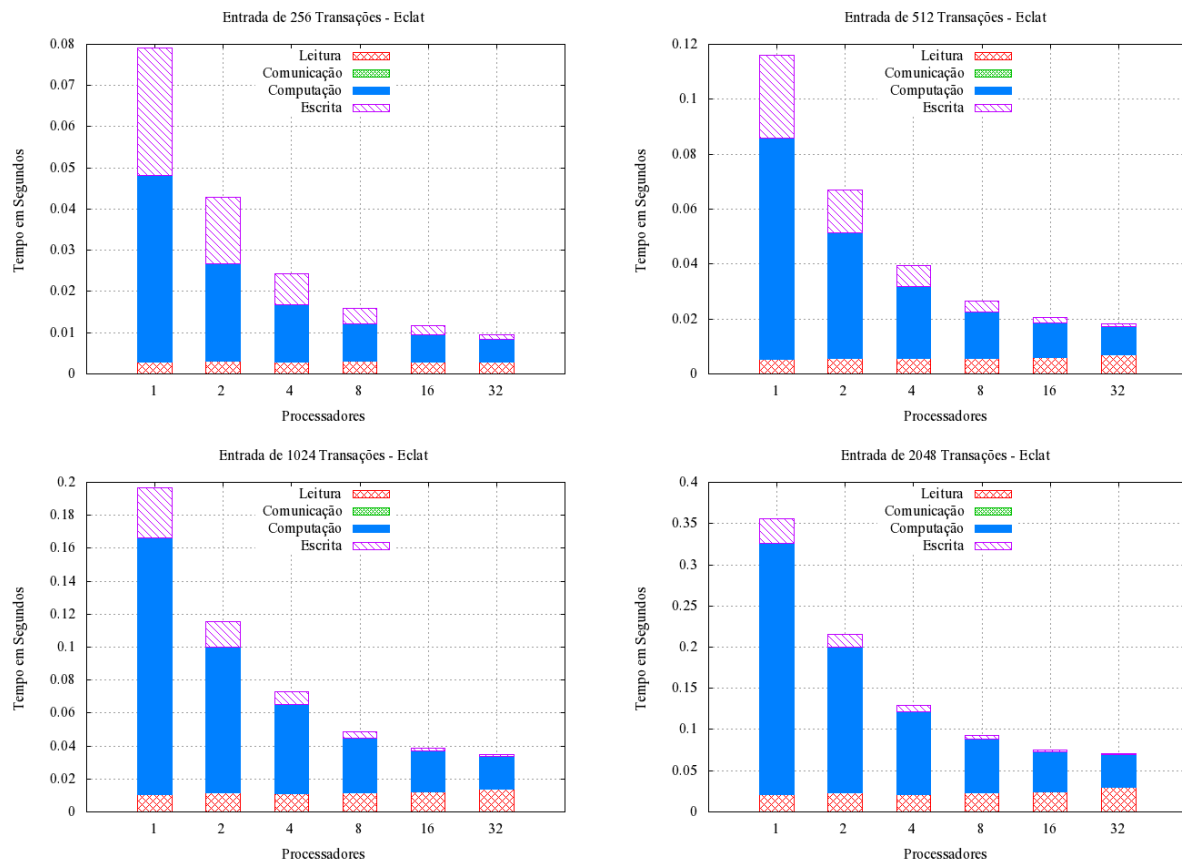 Entrada de 256 Transações - Eclat
0.08
0.07
0.06
0.05
0.04
0.03
0.02
0.01
0
Tempo em Segundos
Leitura
Comunicação
Computação
Escrita
1 2 4 8 16 32
Processadores
Entrada de 512 Transações - Eclat
0.12
0.1
0.08
0.06
0.04
0.02
0
Tempo em Segundos
Leitura
Comunicação
Computação
Escrita
1 2 4 8 16 32
Processadores
Entrada de 1024 Transações - Eclat
0.2
0.18
0.16
0.14
0.12
0.1
0.08
0.06
0.04
0.02
0
Tempo em Segundos
Leitura
Comunicação
Computação
Escrita
1 2 4 8 16 32
Processadores
Entrada de 2048 Transações - Eclat
0.4
0.35
0.3
0.25
0.2
0.15
0.1
0.05
0
Tempo em Segundos
Leitura
Comunicação
Computação
Escrita
1 2 4 8 16 32
Processadores